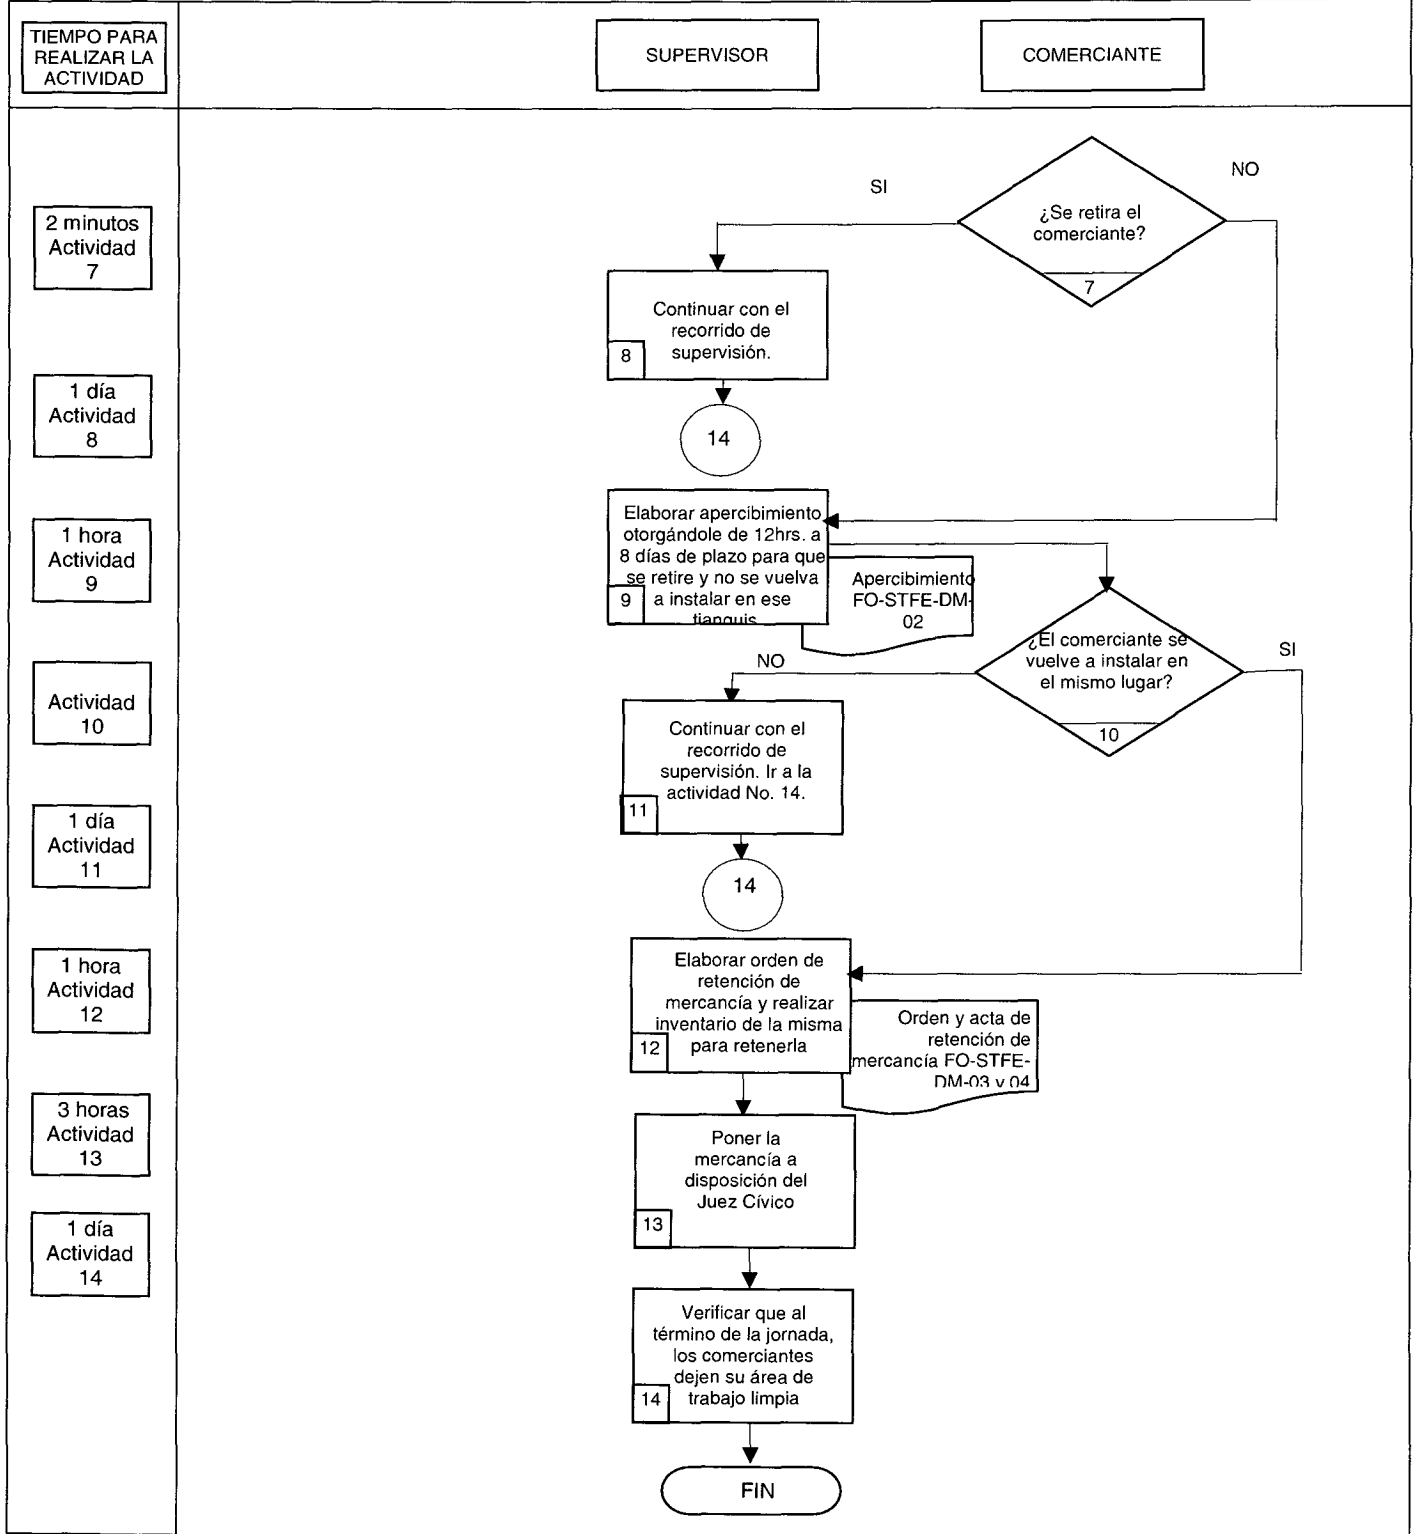 TIEMPO PARA
REALIZAR LA
ACTIVIDAD
SUPERVISOR
COMERCIANTE
2 minutos
Actividad
7
SI
NO
¿Se retira el
comerciante?
7
Continuar con el
recorrido de
supervisión.
8
1 día
Actividad
8
14
1 hora
Actividad
9
Elaborar apercibimiento
otorgándole de 12hrs. a
8 días de plazo para que
se retire y no se vuelva
a instalar en ese
tianguis
9
Apercibimiento
FO-STFE-DM-
02
¿El comerciante se
vuelve a instalar en
el mismo lugar?
10
NO
SI
Actividad
10
Continuar con el
recorrido de
supervisión. Ir a la
actividad No. 14.
11
1 día
Actividad
11
14
1 hora
Actividad
12
Elaborar orden de
retención de
mercancía y realizar
inventario de la misma
para retenerla
12
Orden y acta de
retención de
mercancía FO-STFE-
DM-03 y 04
3 horas
Actividad
13
Poner la
mercancía a
disposición del
Juez Cívico
13
1 día
Actividad
14
Verificar que al
término de la jornada,
los comerciantes
dejen su área de
trabajo limpia
14
FIN